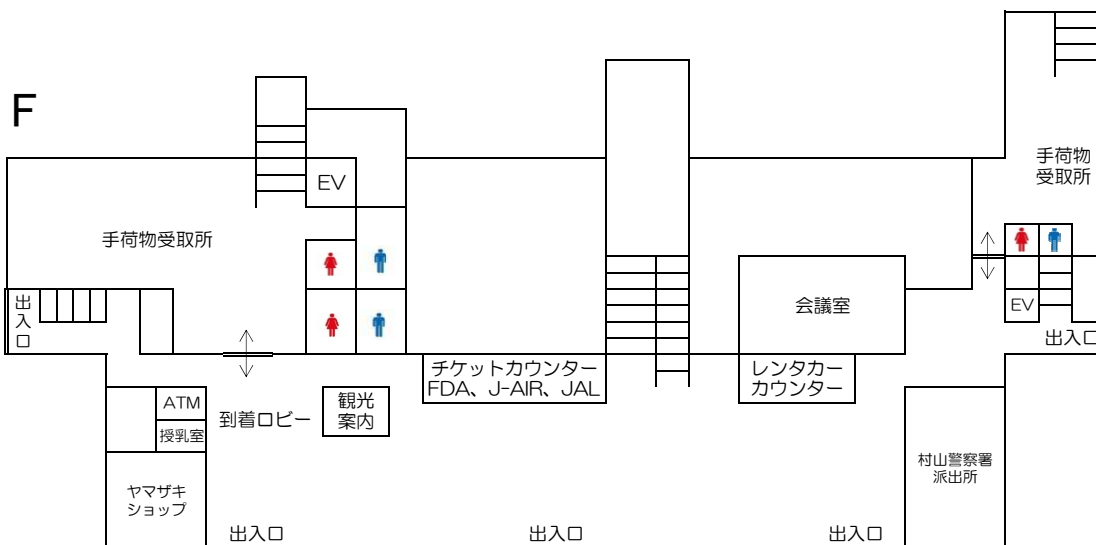 F
EV
手荷物
受取所
手荷物受取所
出
入
口
会議室
EV
出入口
チケットカウンター
FDA、J-AIR、JAL
レンタカー
カウンター
ATM
授乳室
到着ロビー
観光
案内
村山警察署
派出所
ヤマザキ
ショップ
出入口
出入口
出入口